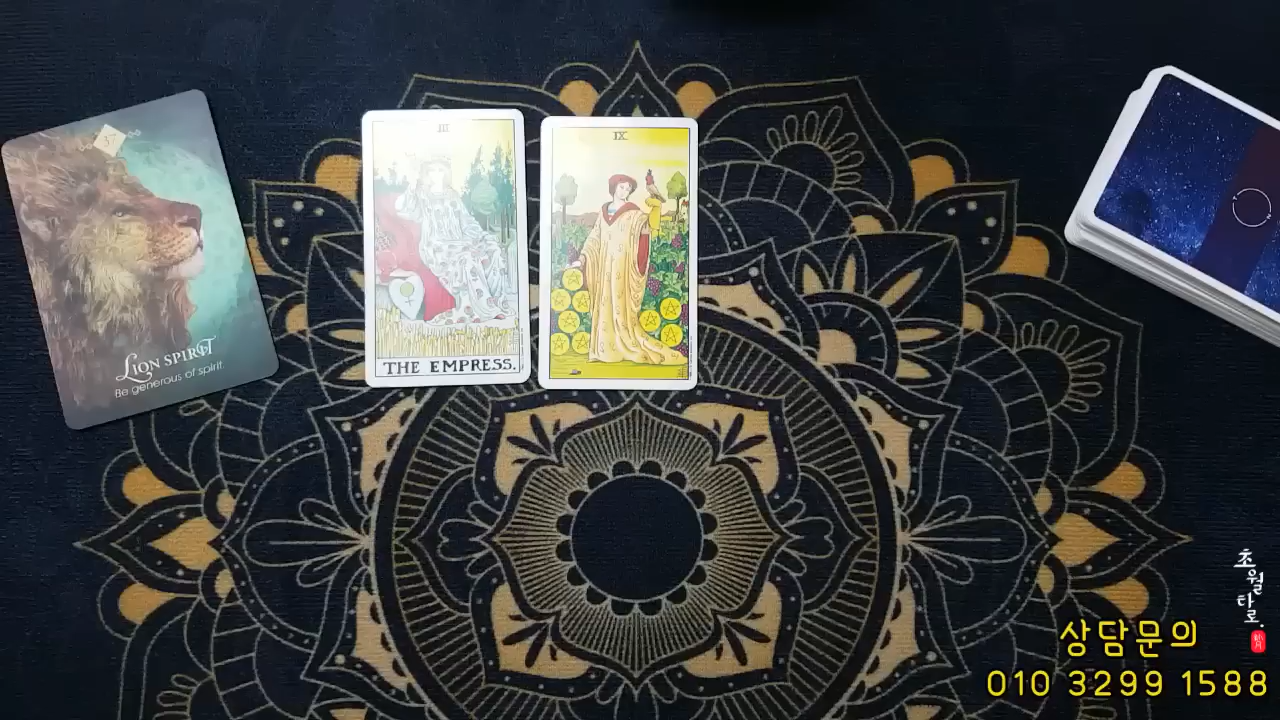 LION SPIRIT
Be generous of spirit.
III
THE EMPRESS.
IX
초월타로.
상담문의
010 3299 1588